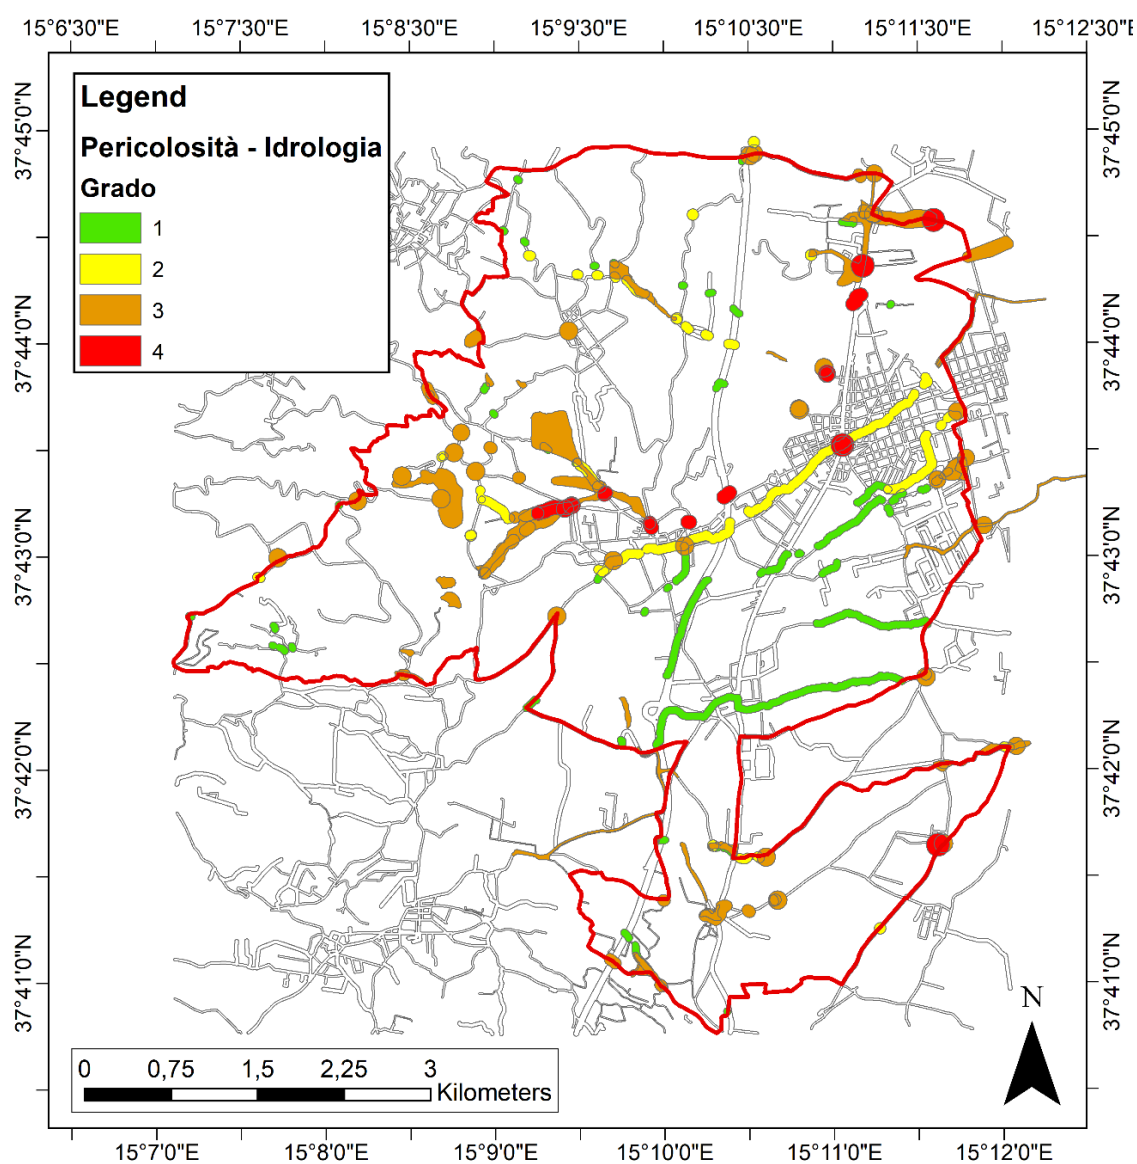 15°6'30"E 15°7'30"E 15°8'30"E 15°9'30"E 15°10'30"E 15°11'30"E 15°12'30"E
37°45'0"N 37°45'0"N
Legend
Pericolosità - Idrologia
Grado
1
2
3
4
37°44'0"N 37°44'0"N
37°43'0"N 37°43'0"N
37°42'0"N 37°42'0"N
37°41'0"N 37°41'0"N
N
0 0,75 1,5 2,25 3
Kilometers
15°7'0"E 15°8'0"E 15°9'0"E 15°10'0"E 15°11'0"E 15°12'0"E